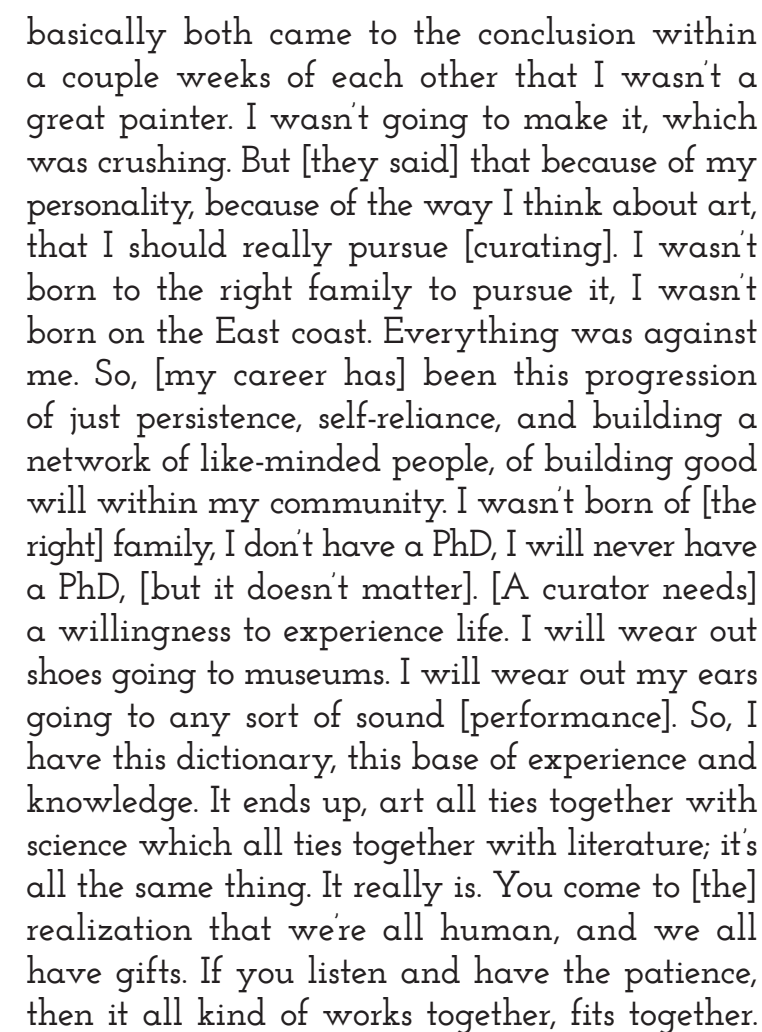 basically both came to the conclusion within
a couple weeks of each other that I wasn't a
great painter. I wasn't going to make it, which
was crushing. But [they said] that because of my
personality, because of the way I think about art,
that I should really pursue [curating]. I wasn't
born to the right family to pursue it, I wasn't
born on the East coast. Everything was against
me. So, [my career has] been this progression
of just persistence, self-reliance, and building a
network of like-minded people, of building good
will within my community. I wasn't born of [the
right] family, I don't have a PhD, I will never have
a PhD, [but it doesn't matter]. [A curator needs]
a willingness to experience life. I will wear out
shoes going to museums. I will wear out my ears
going to any sort of sound [performance]. So, I
have this dictionary, this base of experience and
knowledge. It ends up, art all ties together with
science which all ties together with literature; it's
all the same thing. It really is. You come to [the]
realization that we're all human, and we all
have gifts. If you listen and have the patience,
then it all kind of works together, fits together.